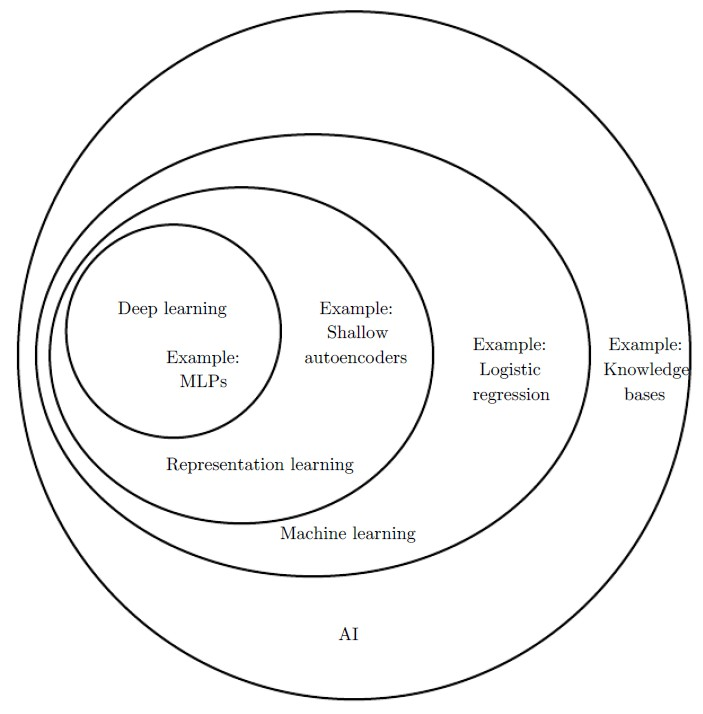 Deep learning
Example:
MLPs
Example:
Shallow
autoencoders
Example:
Logistic
regression
Example:
Knowledge
bases
Representation learning
Machine learning
AI